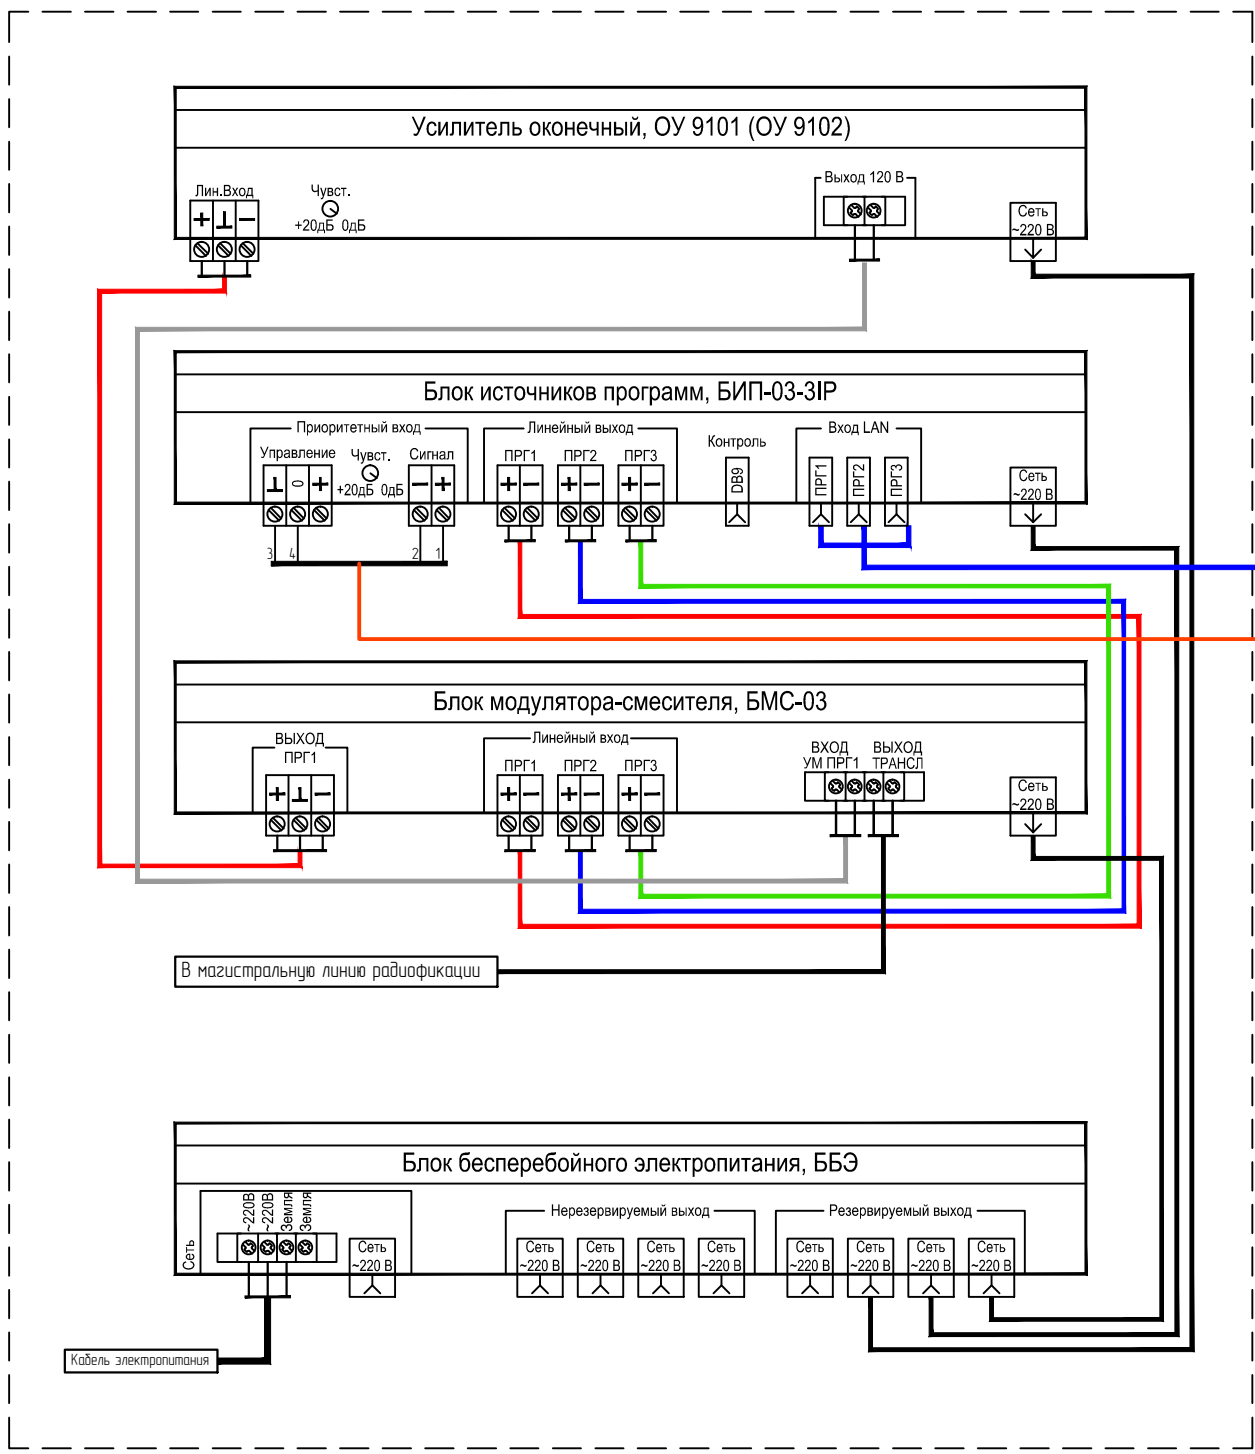 Усилитель оконечный, ОУ 9101 (ОУ 9102)
Лин.Вход
Чувст.
+20дБ 0дБ
Выход 120 В
Сеть
~220 В
Блок источников программ, БИП-03-3IP
Приоритетный вход
Линейный выход
Вход LAN
Управление
Чувст.
Сигнал
+20дБ 0дБ
0
+
+
ПРГ1
ПРГ2
ПРГ3
Контроль
DB9
ПРГ1
ПРГ2
ПРГ3
Сеть
~220 В
3
4
2
1
Блок модулятора-смесителя, БМС-03
ВЫХОД
ПРГ1
Линейный вход
ПРГ1
ПРГ2
ПРГ3
ВХОД
УМ ПРГ1
ВЫХОД
ТРАНСЛ
Сеть
~220 В
В магистральную линию радиофикации
Блок бесперебойного электропитания, ББЭ
Сеть
~220В
~220В
Земля
Земля
Сеть
~220 В
Нерезервируемый выход
Сеть
~220 В
Сеть
~220 В
Сеть
~220 В
Сеть
~220 В
Резервируемый выход
Сеть
~220 В
Сеть
~220 В
Сеть
~220 В
Сеть
~220 В
Кабель электропитания